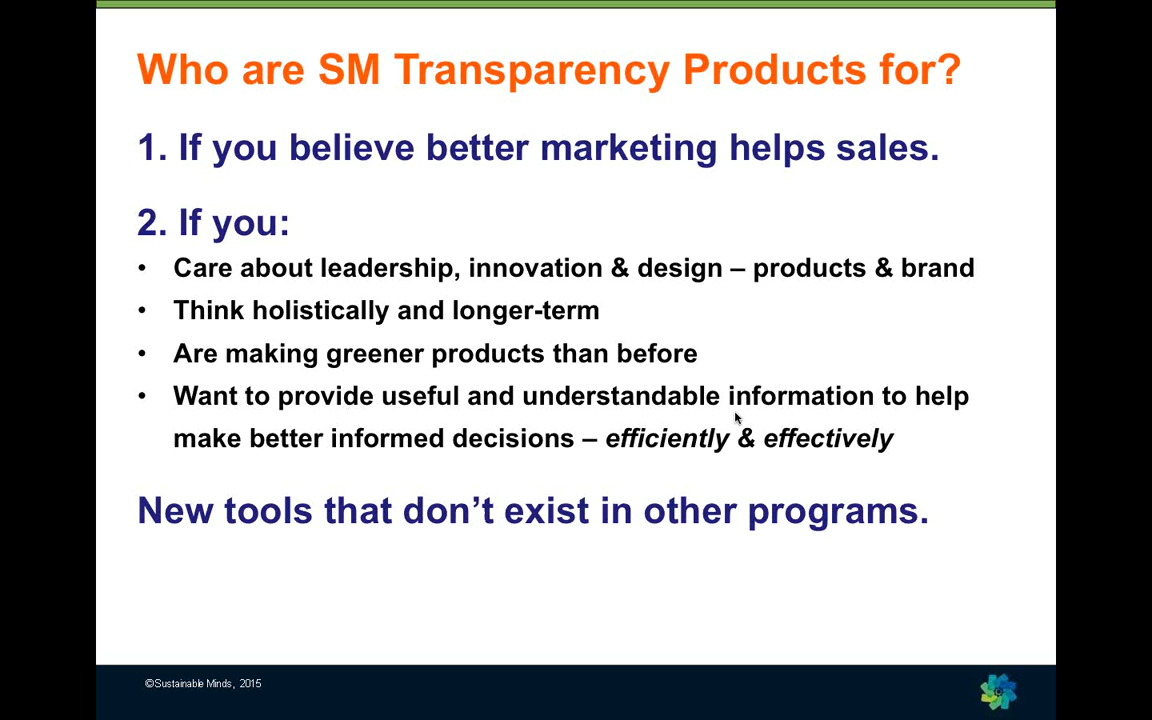 Who are SM Transparency Products for?
1. If you believe better marketing helps sales.
2. If you:
• Care about leadership, innovation & design – products & brand
• Think holistically and longer-term
• Are making greener products than before
• Want to provide useful and understandable information to help
make better informed decisions – efficiently & effectively
New tools that don’t exist in other programs.
©Sustainable Minds, 2015